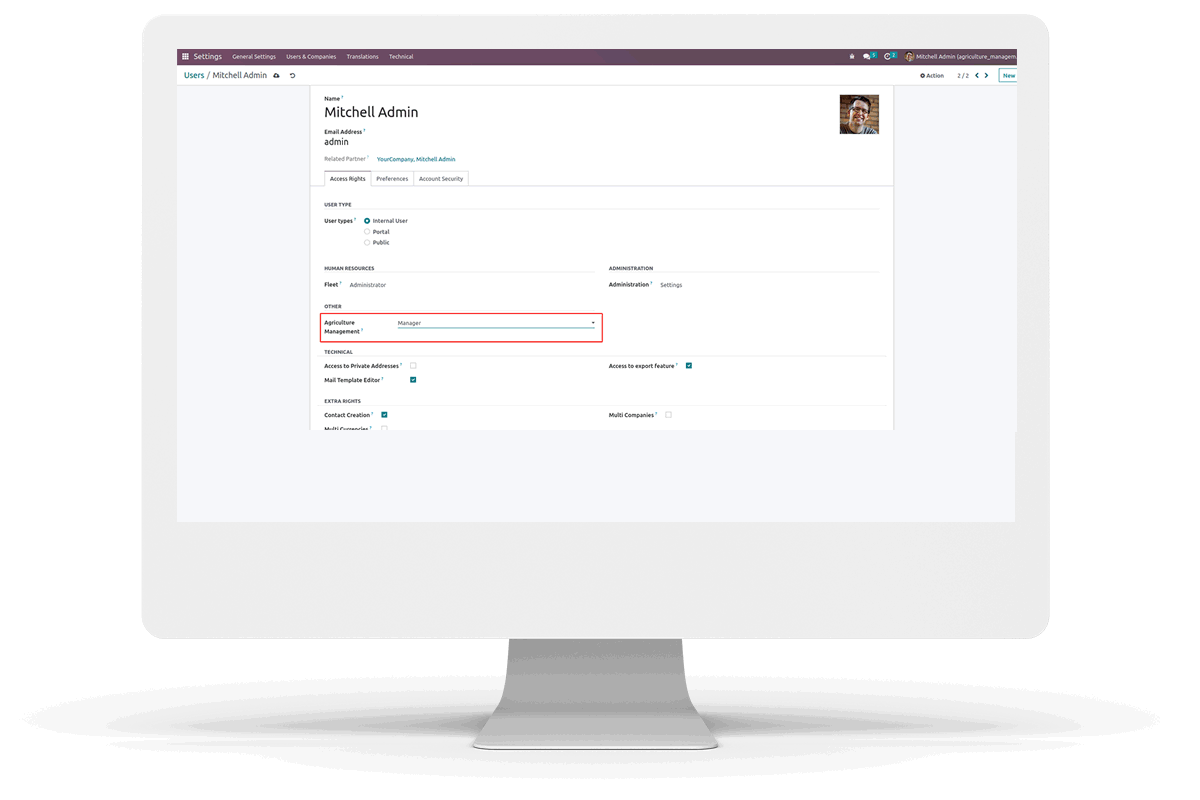 Settings General Settings Users & Companies Translations Technical 5 2 Mitchell Admin (agriculture_managem
Users / Mitchell Admin Action 2 / 2 New
Name ?
Mitchell Admin
Email Address ?
admin
Related Partner ? YourCompany, Mitchell Admin
Access Rights Preferences Account Security
USER TYPE
User types ? Internal User
Portal
Public
HUMAN RESOURCES ADMINISTRATION
Fleet ? Administrator Administration ? Settings
OTHER
Agriculture Manager
Management ?
TECHNICAL
Access to Private Addresses ? Access to export feature ?
Mail Template Editor ?
EXTRA RIGHTS
Contact Creation ? Multi Companies ?
Multi Currencies ?